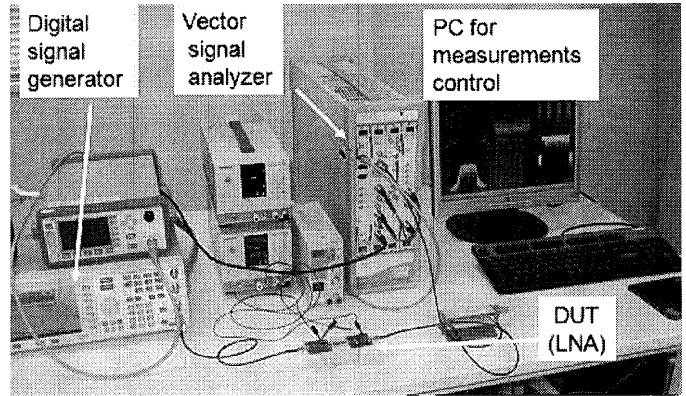 Digital
signal
generator
Vector
signal
analyzer
PC for
measurements
control
DUT
(LNA)